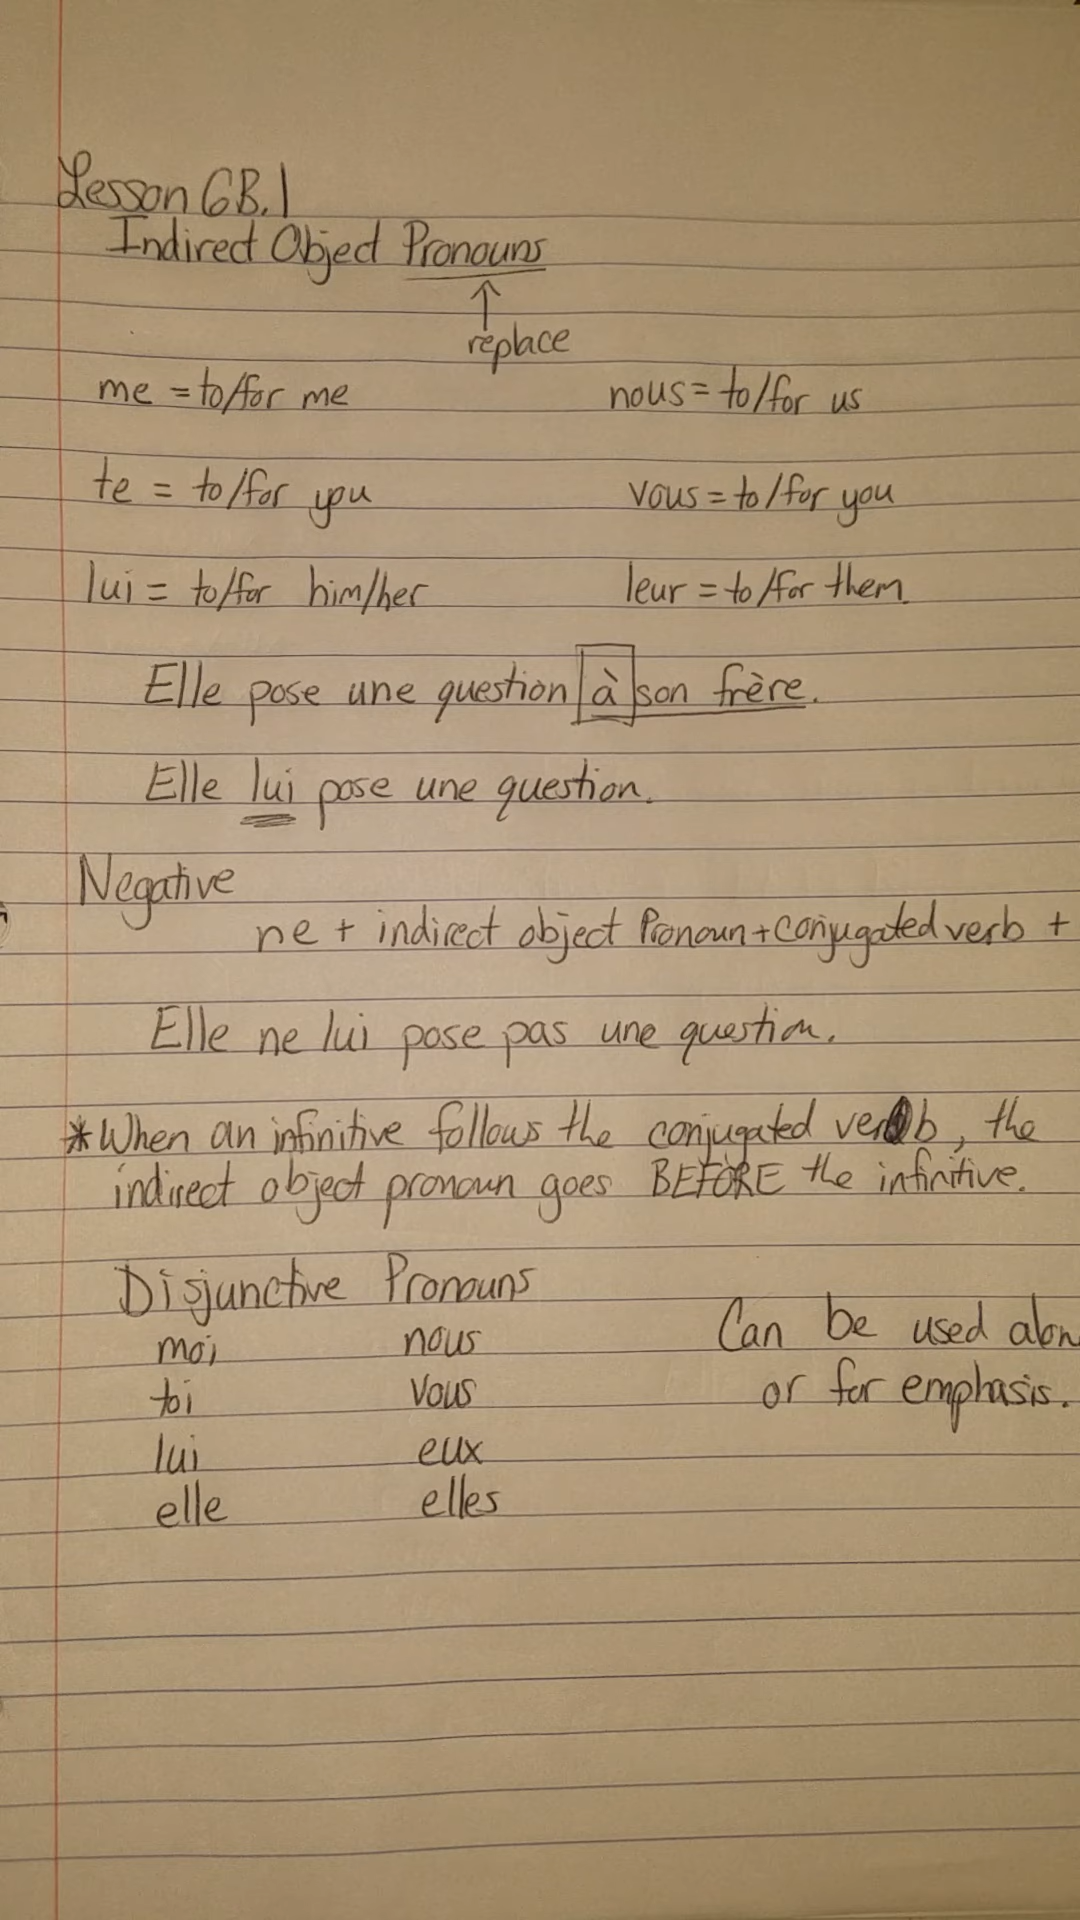 Lesson 6B.1
Indirect Object Pronouns
↑
replace
me = to/for me nous = to/for us
te = to/for you vous = to/for you
lui = to/for him/her leur = to/for them.
Elle pose une question à son frère.
Elle lui pose une question.
Negative
ne + indirect object Pronoun + conjugated verb +
Elle ne lui pose pas une question.
*When an infinitive follows the conjugated verb, the
indirect object pronoun goes BEFORE the infinitive.
Disjunctive Pronouns
moi nous Can be used alon
toi vous or for emphasis.
lui eux
elle elles